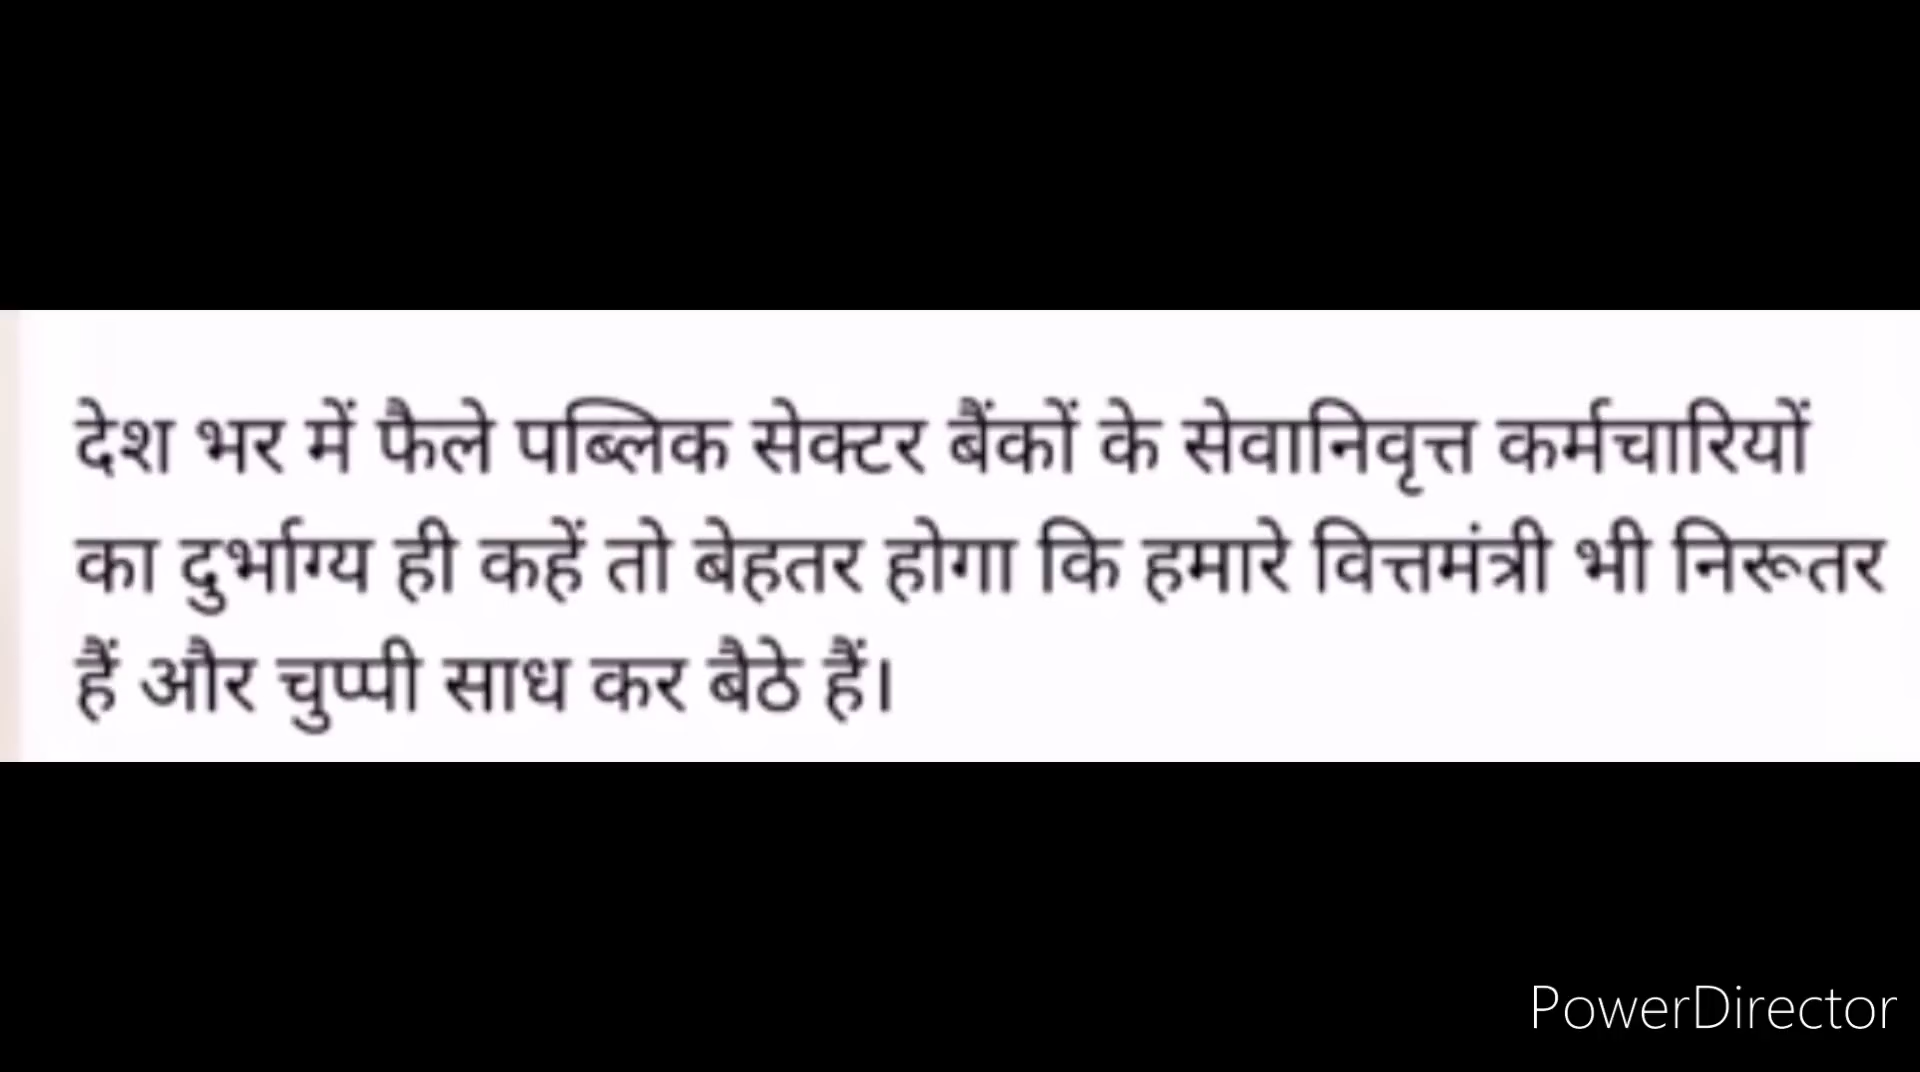 देश भर में फैले पब्लिक सेक्टर बैंकों के सेवानिवृत्त कर्मचारियों
का दुर्भाग्य ही कहें तो बेहतर होगा कि हमारे वित्तमंत्री भी निरूतर
हैं और चुप्पी साध कर बैठे हैं।
PowerDirector